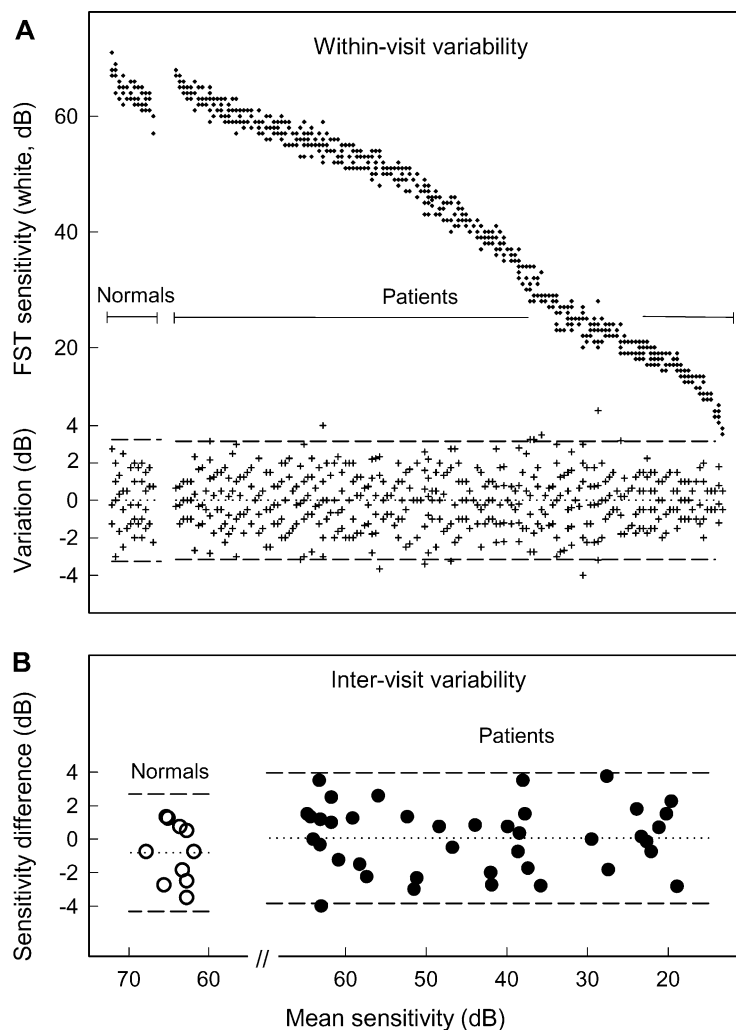 A
Within-visit variability
FST sensitivity (white, dB)
60
40
20
Normals
Patients
Variation (dB)
4
2
0
-2
-4
B
Inter-visit variability
Sensitivity difference (dB)
Normals
Patients
4
2
0
-2
-4
70 60 // 60 50 40 30 20
Mean sensitivity (dB)